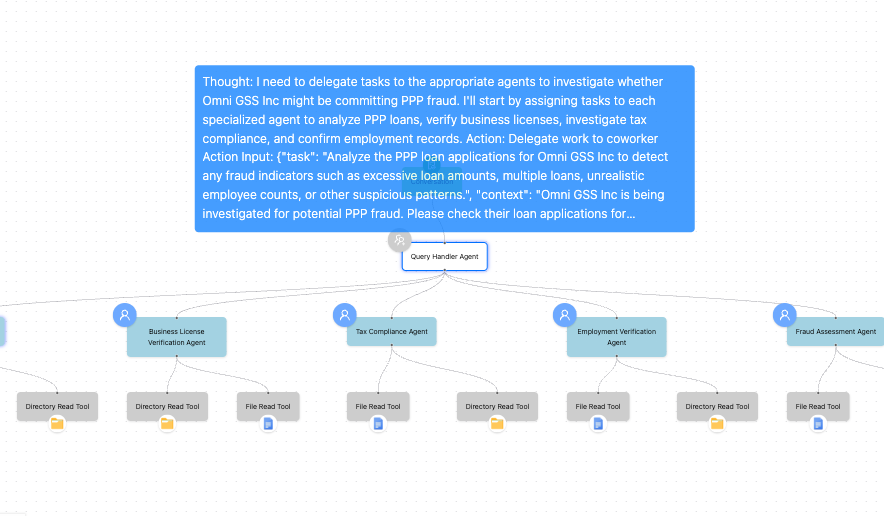 Thought: I need to delegate tasks to the appropriate agents to investigate whether
Omni GSS Inc might be committing PPP fraud. I'll start by assigning tasks to each
specialized agent to analyze PPP loans, verify business licenses, investigate tax
compliance, and confirm employment records. Action: Delegate work to coworker
Action Input: {"task": "Analyze the PPP loan applications for Omni GSS Inc to detect
any fraud indicators such as excessive loan amounts, multiple loans, unrealistic
employee counts, or other suspicious patterns.", "context": "Omni GSS Inc is being
investigated for potential PPP fraud. Please check their loan applications for...
Query Handler Agent
Business License
Verification Agent
Tax Compliance Agent
Employment Verification
Agent
Fraud Assessment Agent
Directory Read Tool
Directory Read Tool
File Read Tool
File Read Tool
Directory Read Tool
File Read Tool
Directory Read Tool
File Read Tool